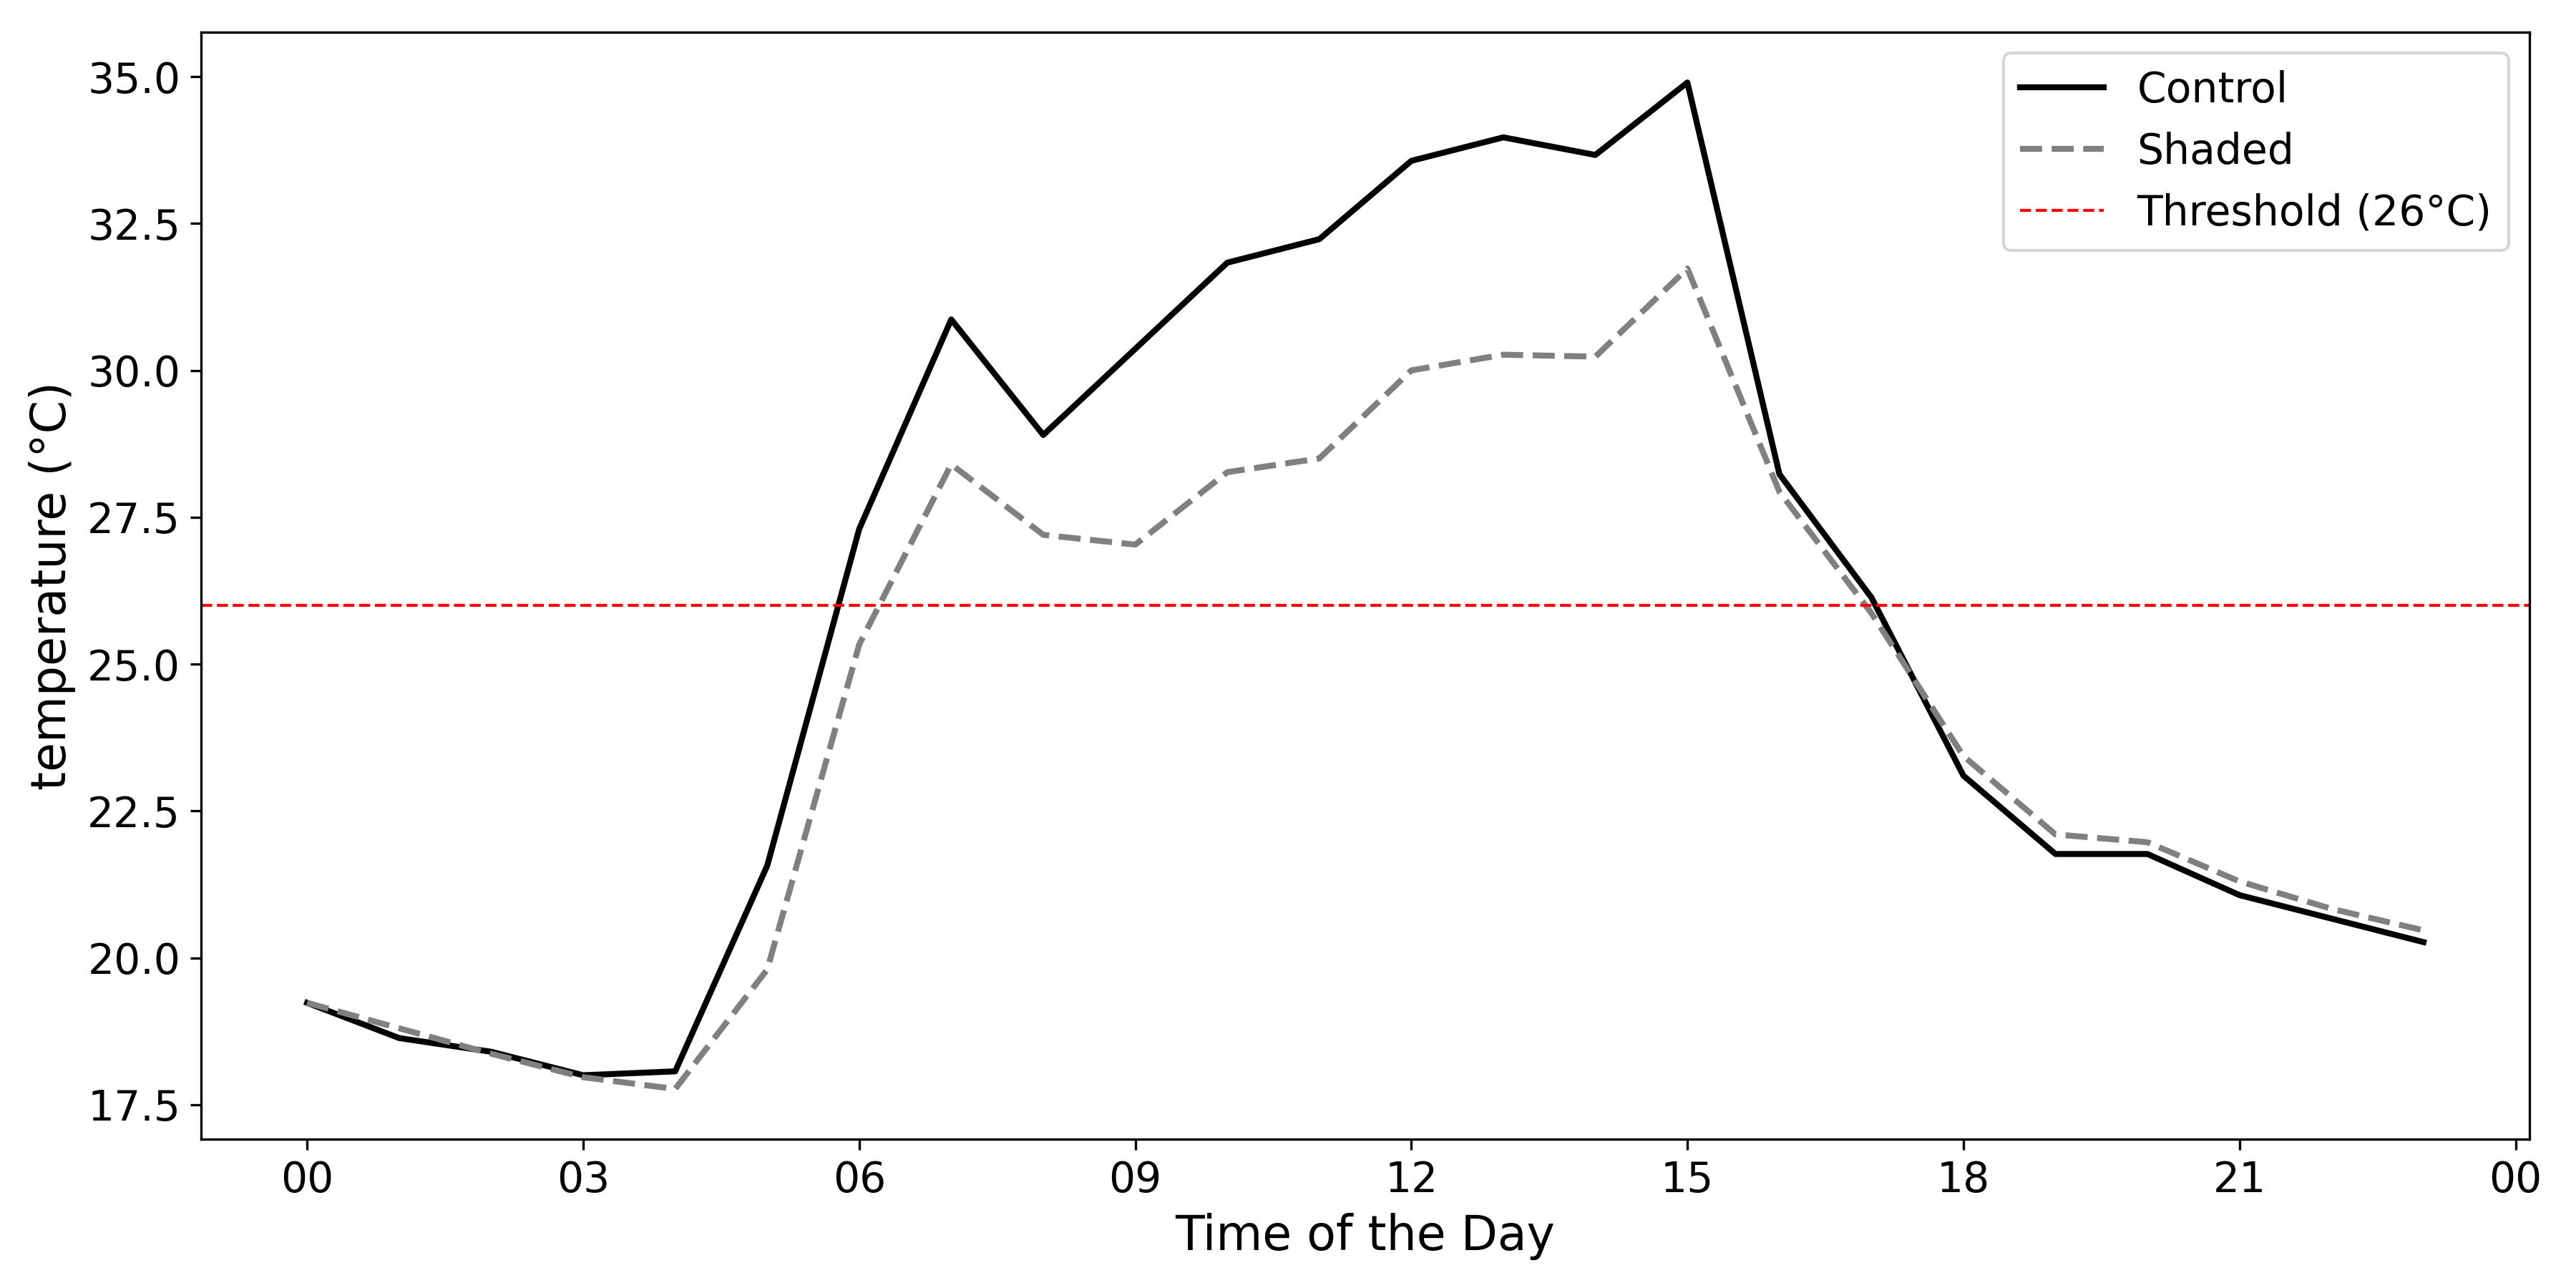 35.0
32.5
30.0
27.5
25.0
22.5
20.0
17.5
temperature (°C)
Control
Shaded
Threshold (26°C)
00 03 06 09 12 15 18 21 00
Time of the Day